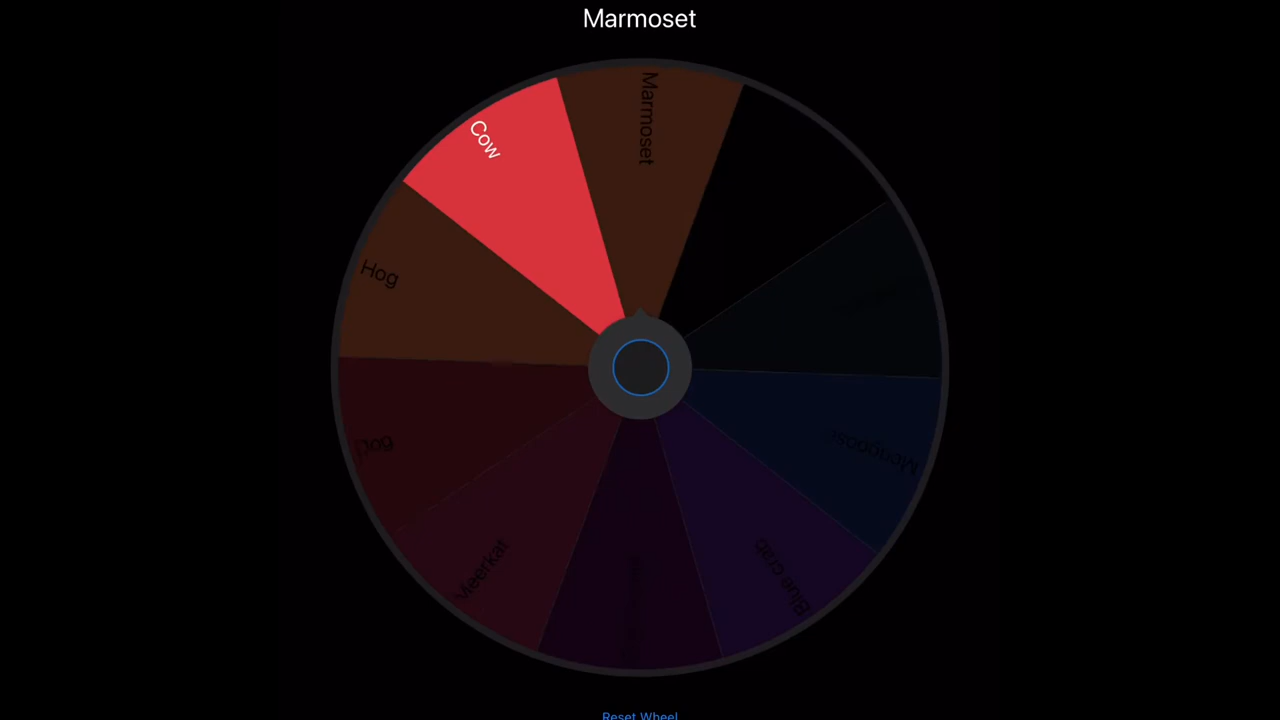 Marmoset
Marmoset
Cow
Hog
Dog
Meerkat
Blue crab
Mongoose
Reset Wheel